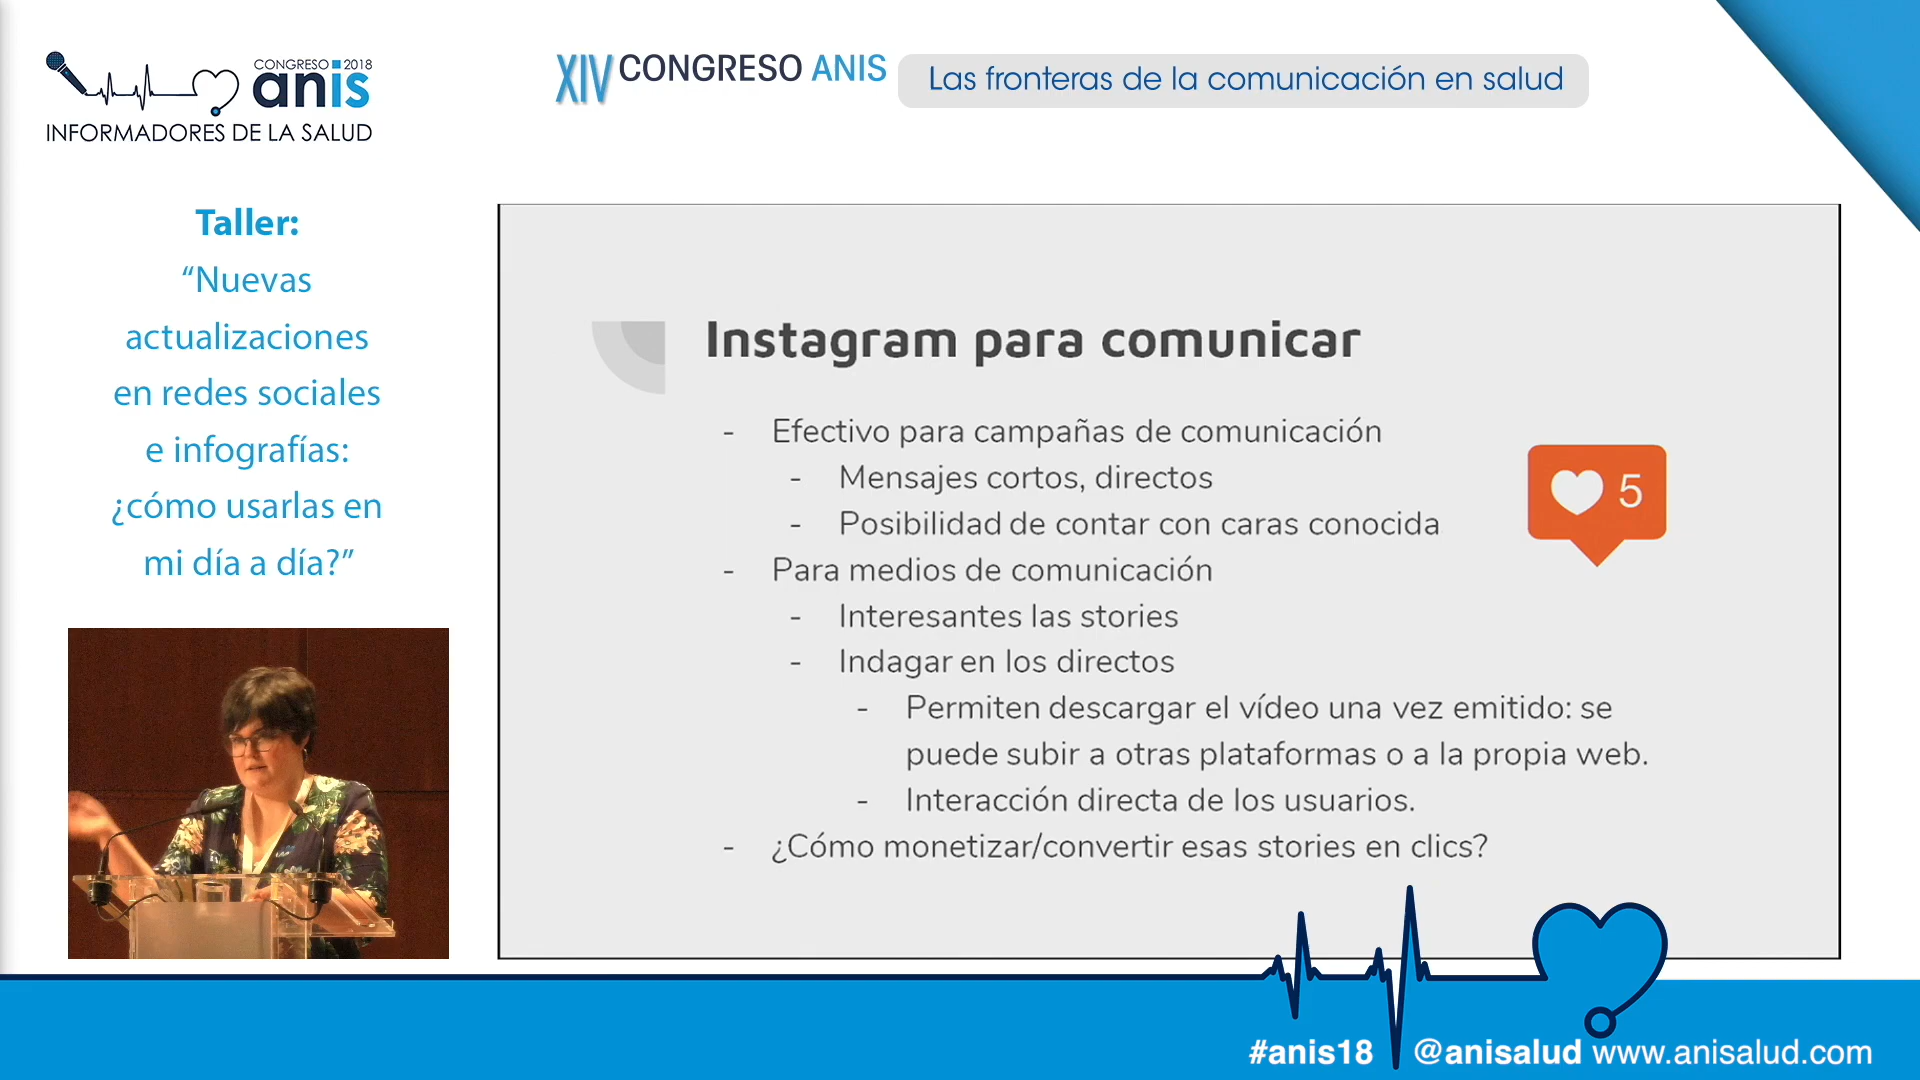 CONGRESO 2018
anis
INFORMADORES DE LA SALUD
XIV CONGRESO ANIS
Las fronteras de la comunicación en salud
Taller:
“Nuevas
actualizaciones
en redes sociales
e infografías:
¿cómo usarlas en
mi día a día?”
Instagram para comunicar
- Efectivo para campañas de comunicación
- Mensajes cortos, directos
- Posibilidad de contar con caras conocida
- Para medios de comunicación
- Interesantes las stories
- Indagar en los directos
- Permiten descargar el vídeo una vez emitido: se
puede subir a otras plataformas o a la propia web.
- Interacción directa de los usuarios.
- ¿Cómo monetizar/convertir esas stories en clics?
5
#anis18 @anisalud www.anisalud.com